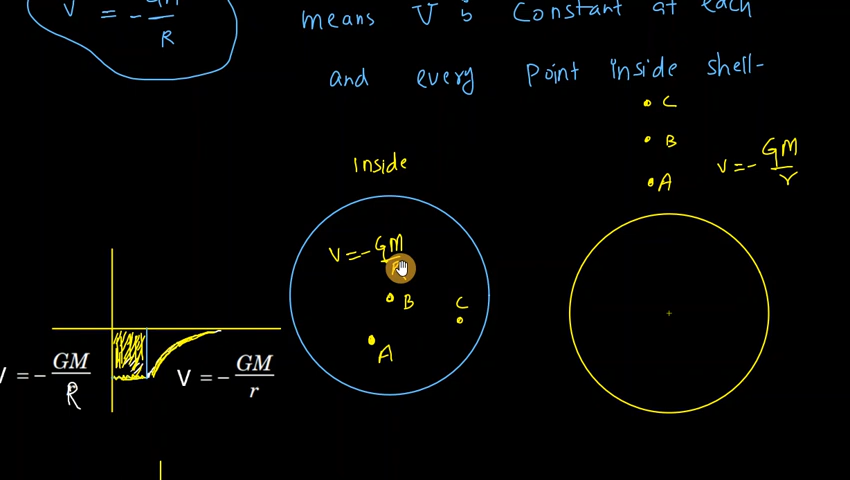 V = - GM/R
means V is Constant at each
and every point inside shell-
C
B
A
V = - GM/r
Inside
V = - GM
B
C
A
V = - GM/R
V = - GM/r